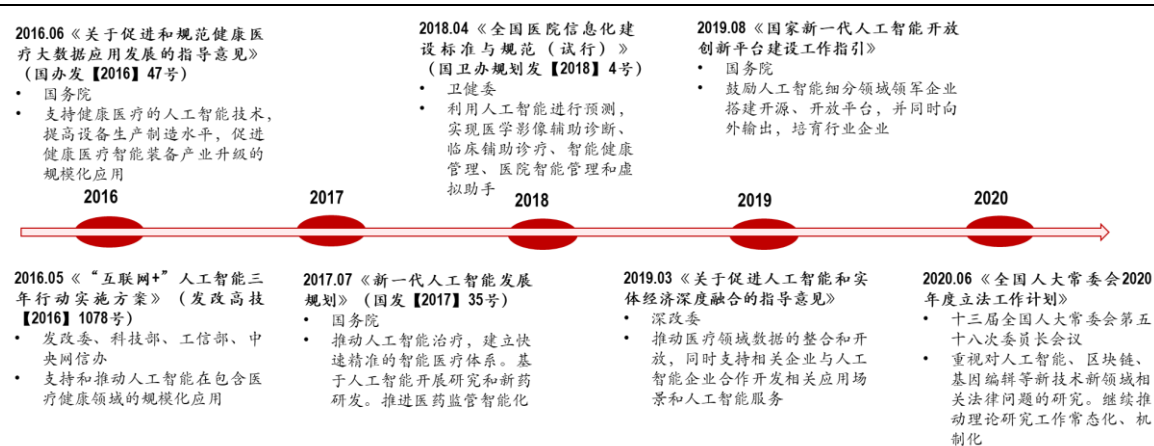 2016.06《关于促进和规范健康医
疗大数据应用发展的指导意见》
（国办发【2016】47号）
• 国务院
• 支持健康医疗的人工智能技术，
提高设备生产制造水平，促进
健康医疗智能装备产业升级的
规模化应用
2018.04《全国医院信息化建
设标准与规范（试行）》
（国卫办规划发【2018】4号）
• 卫健委
• 利用人工智能进行预测，
实现医学影像辅助诊断、
临床辅助诊疗、智能健康
管理、医院智能管理和虚
拟助手
2019.08《国家新一代人工智能开放
创新平台建设工作指引》
• 国务院
• 鼓励人工智能细分领域领军企业
搭建开源、开放平台，并同时向
外输出，培育行业企业
2016
2017
2018
2019
2020
2016.05《“互联网+”人工智能三
年行动实施方案》（发改高技
【2016】1078号）
• 发改委、科技部、工信部、中
央网信办
• 支持和推动人工智能在包含医
疗健康领域的规模化应用
2017.07《新一代人工智能发展
规划》（国发【2017】35号）
• 国务院
• 推动人工智能治疗，建立快
速精准的智能医疗体系。基
于人工智能开展研究和新药
研发。推进医药监管智能化
2019.03《关于促进人工智能和实
体经济深度融合的指导意见》
• 深改委
• 推动医疗领域数据的整合和开
放，同时支持相关企业与人工
智能企业合作开发相关应用场
景和人工智能服务
2020.06《全国人大常委会2020
年度立法工作计划》
• 十三届全国人大常委会第五
十八次委员长会议
• 重视对人工智能、区块链、
基因编辑等新技术新领域相
关法律问题的研究。继续推
动理论研究工作常态化、机
制化